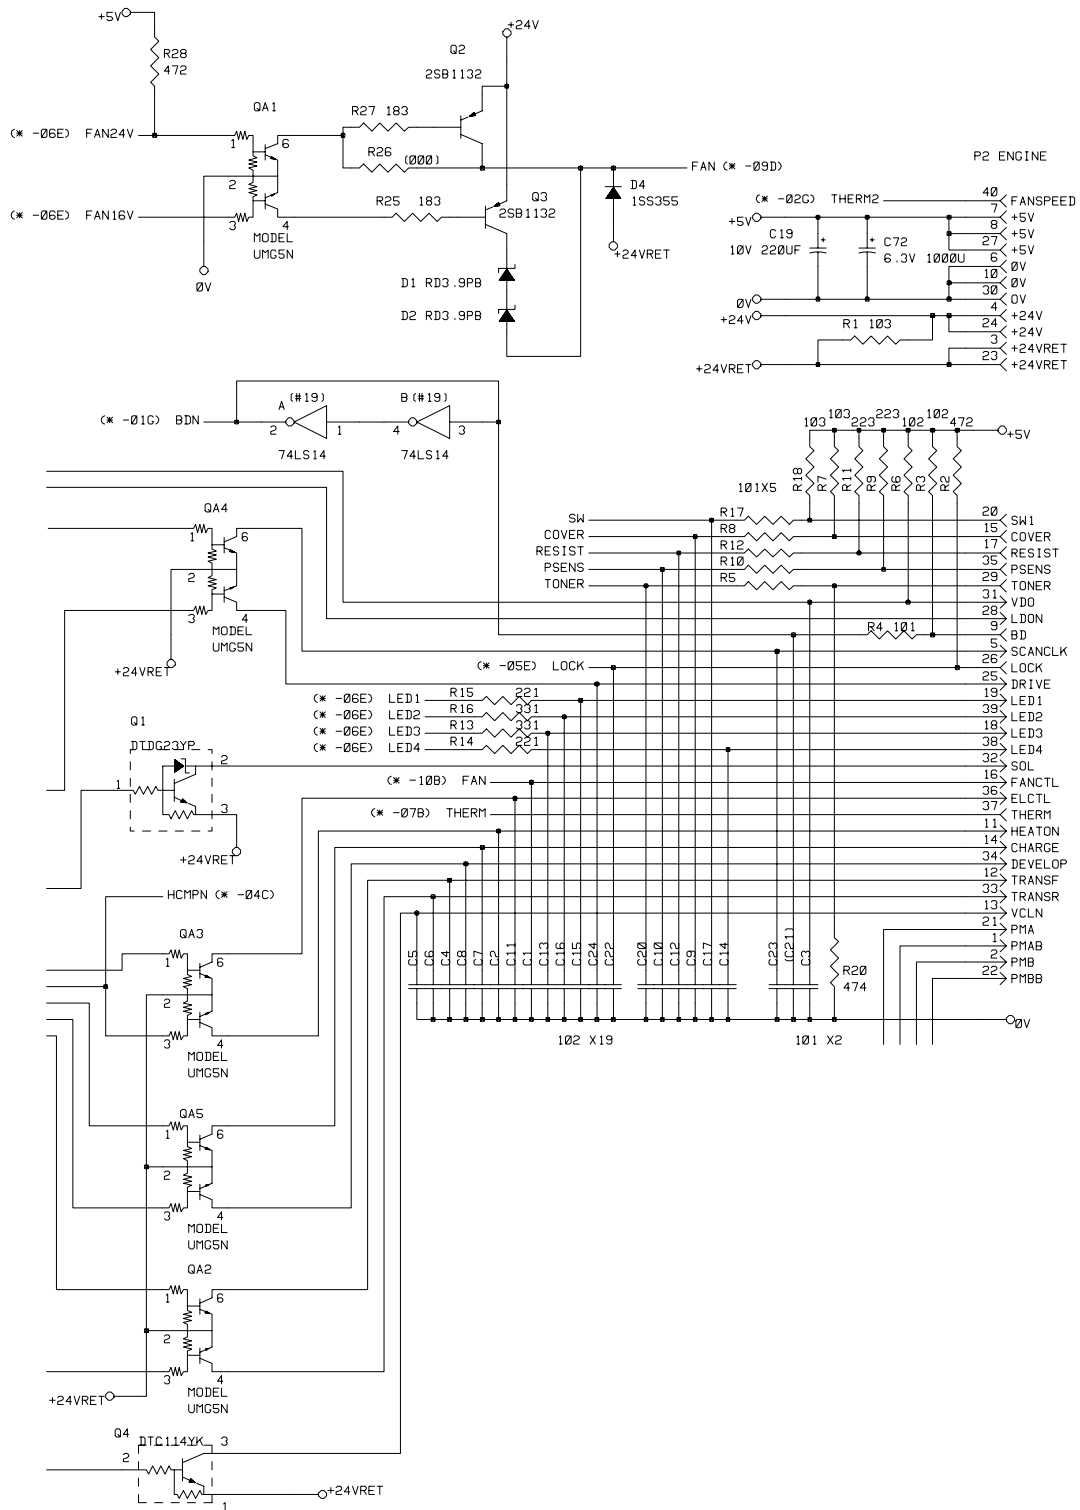 +5V
R28
472
QA1
(* -06E) FAN24V
1
6
2
(* -06E) FAN16V
3
4
MODEL
UMG5N
0V
+24V
Q2
2SB1132
R27 183
R26
(000)
R25 183
Q3
2SB1132
D1 RD3.9PB
D2 RD3.9PB
FAN (* -09D)
D4
1SS355
+24VRET
P2 ENGINE
(* -02G) THERM2
40 FANSPEED
+5V
7 +5V
8 +5V
C19
10V 220UF
+
C72
6.3V 1000U
+
27 +5V
6 0V
10 0V
0V
30 0V
+24V
4 +24V
R1 103
24 +24V
3 +24VRET
+24VRET
23 +24VRET
(* -01G) BDN
A (#19)
2
1
74LS14
B (#19)
4
3
74LS14
103
103
223
223
102
102
472
+5V
R18
R7
R11
R9
R6
R3
R2
101X5
SW
R17
20 SW1
COVER
R8
15 COVER
RESIST
R12
17 RESIST
PSENS
R10
35 PSENS
TONER
R5
29 TONER
31 VDO
28 LDON
R4 101
9 BD
5 SCANCLK
(* -05E) LOCK
26 LOCK
25 DRIVE
QA4
1
6
2
3
4
MODEL
UMG5N
+24VRET
(* -06E) LED1
R15
221
19 LED1
(* -06E) LED2
R16
331
39 LED2
(* -06E) LED3
R13
331
18 LED3
(* -06E) LED4
R14
221
38 LED4
Q1
DTDG23YP
2
1
3
+24VRET
32 SOL
(* -10B) FAN
16 FANCTL
36 ELCTL
(* -07B) THERM
37 THERM
11 HEATON
14 CHARGE
34 DEVELOP
12 TRANSF
33 TRANSR
13 VCLN
21 PMA
1 PMAB
2 PMB
22 PMBB
HCMPN (* -04C)
C5
C6
C4
C8
C7
C2
C11
C1
C13
C16
C15
C24
C22
C20
C10
C12
C9
C17
C14
C23
(C21)
C3
R20
474
0V
102 X19
101 X2
QA3
1
6
2
3
4
MODEL
UMG5N
QA5
1
6
2
3
4
MODEL
UMG5N
QA2
1
6
2
3
4
MODEL
UMG5N
+24VRET
Q4
DTC114YK
3
2
+24VRET
1